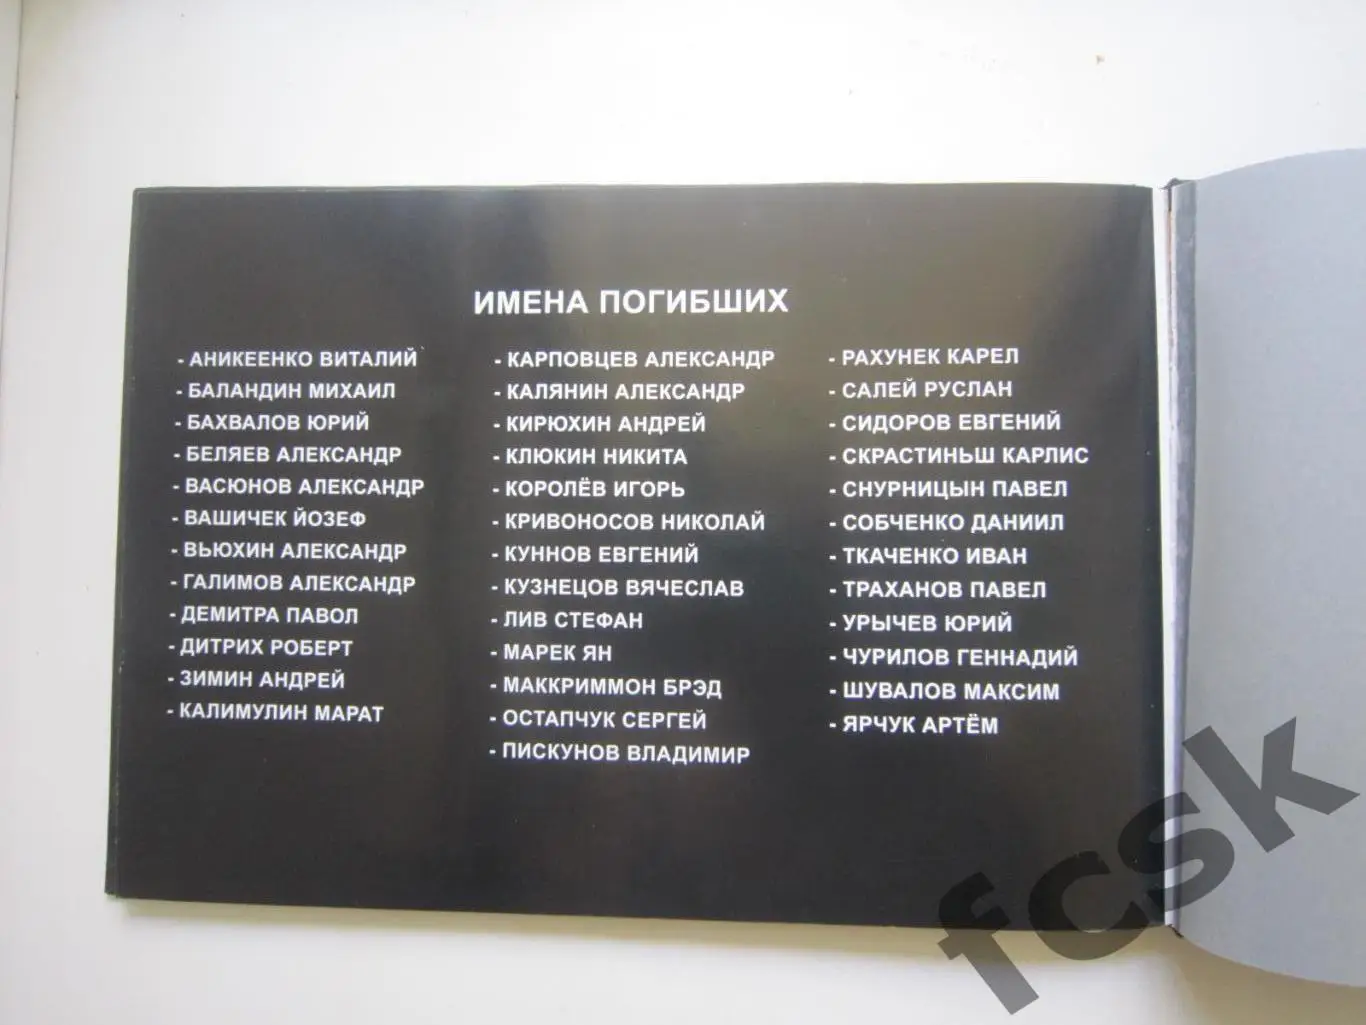 ИМЕНА ПОГИБШИХ
- АНИКЕЕНКО ВИТАЛИЙ
- БАЛАНДИН МИХАИЛ
- БАХВАЛОВ ЮРИЙ
- БЕЛЯЕВ АЛЕКСАНДР
- ВАСЮНОВ АЛЕКСАНДР
- ВАШИЧЕК ЙОЗЕФ
- ВЬЮХИН АЛЕКСАНДР
- ГАЛИМОВ АЛЕКСАНДР
- ДЕМИТРА ПАВОЛ
- ДИТРИХ РОБЕРТ
- ЗИМИН АНДРЕЙ
- КАЛИМУЛИН МАРАТ
- КАРПОВЦЕВ АЛЕКСАНДР
- КАЛЯНИН АЛЕКСАНДР
- КИРЮХИН АНДРЕЙ
- КЛЮКИН НИКИТА
- КОРОЛЁВ ИГОРЬ
- КРИВОНОСОВ НИКОЛАЙ
- КУННОВ ЕВГЕНИЙ
- КУЗНЕЦОВ ВЯЧЕСЛАВ
- ЛИВ СТЕФАН
- МАРЕК ЯН
- МАККРИММОН БРЭД
- ОСТАПЧУК СЕРГЕЙ
- ПИСКУНОВ ВЛАДИМИР
- РАХУНЕК КАРЕЛ
- САЛЕЙ РУСЛАН
- СИДОРОВ ЕВГЕНИЙ
- СКРАСТИНЬШ КАРЛИС
- СНУРНИЦЫН ПАВЕЛ
- СОБЧЕНКО ДАНИИЛ
- ТКАЧЕНКО ИВАН
- ТРАХАНОВ ПАВЕЛ
- УРЫЧЕВ ЮРИЙ
- ЧУРИЛОВ ГЕННАДИЙ
- ШУВАЛОВ МАКСИМ
- ЯРЧУК АРТЁМ
fcsk